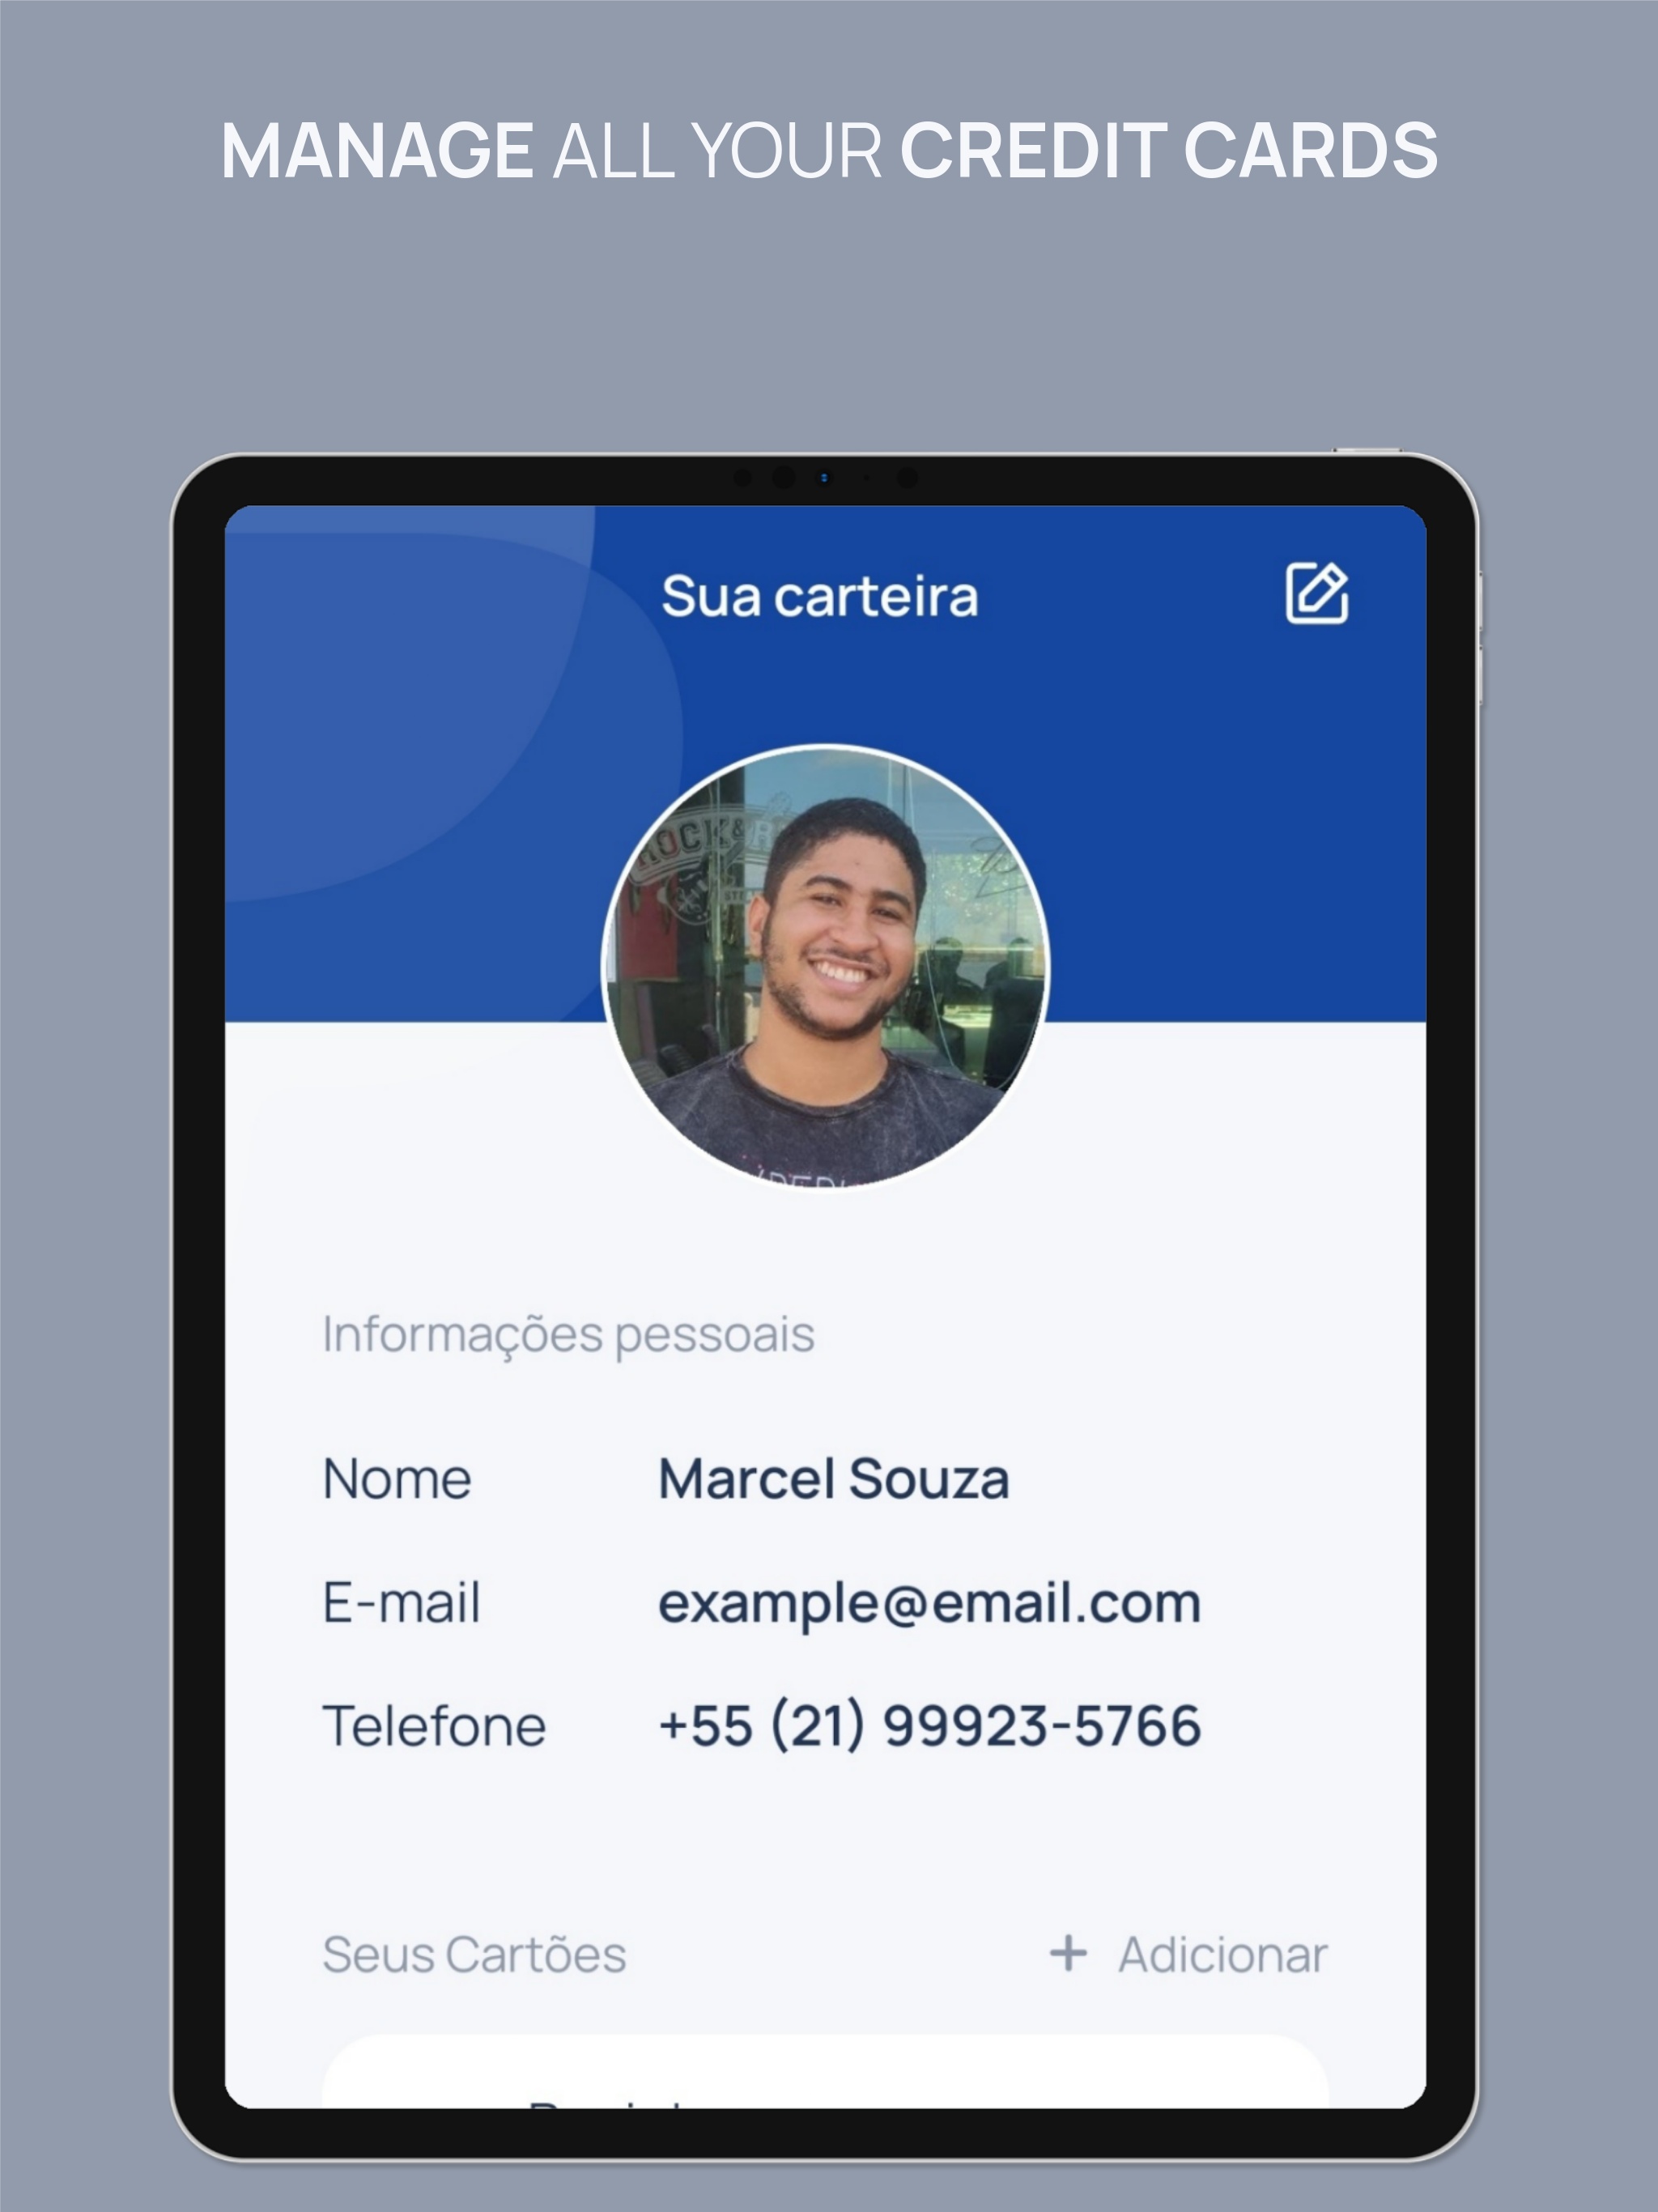 MANAGE ALL YOUR CREDIT CARDS
Sua carteira
ROCK &
Informações pessoais
Nome Marcel Souza
E-mail example@email.com
Telefone +55 (21) 99923-5766
Seus Cartões + Adicionar